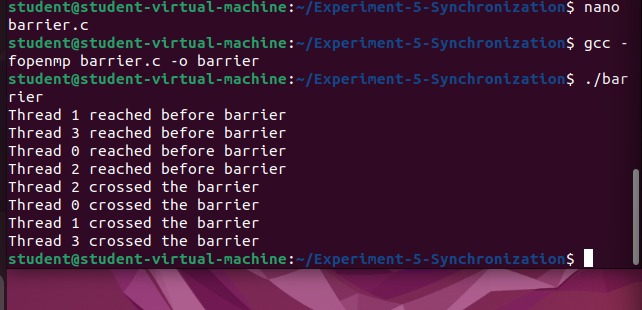 student@student-virtual-machine:~/Experiment-5-Synchronization$ nano
barrier.c
student@student-virtual-machine:~/Experiment-5-Synchronization$ gcc -
fopenmp barrier.c -o barrier
student@student-virtual-machine:~/Experiment-5-Synchronization$ ./bar
rier
Thread 1 reached before barrier
Thread 3 reached before barrier
Thread 0 reached before barrier
Thread 2 reached before barrier
Thread 2 crossed the barrier
Thread 0 crossed the barrier
Thread 1 crossed the barrier
Thread 3 crossed the barrier
student@student-virtual-machine:~/Experiment-5-Synchronization$